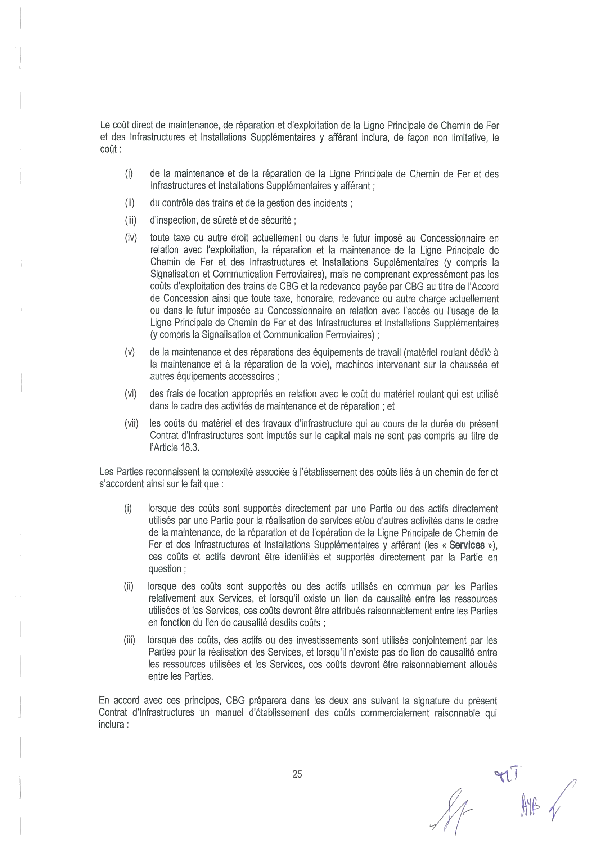 Le coût direct de maintenance, de réparation et d'exploitation de la Ligne Principale de Chemin de Fer
et des Infrastructures et Installations Supplémentaires y afférant inclura, de façon non limitative, le
coût :
(i) de la maintenance et de la réparation de la Ligne Principale de Chemin de Fer et des
Infrastructures et Installations Supplémentaires y afférant ;
(ii) du contrôle des trains et de la gestion des incidents ;
(iii) d'inspection, de sûreté et de sécurité ;
(iv) toute taxe ou autre droit actuellement ou dans le futur imposé au Concessionnaire en
relation avec l'exploitation, la réparation et la maintenance de la Ligne Principale de
Chemin de Fer et des Infrastructures et Installations Supplémentaires (y compris la
Signalisation et Communication Ferroviaires), mais ne comprenant expressément pas les
coûts d'exploitation des trains de CBG et la redevance payée par CBG au titre de l'Accord
de Concession ainsi que toute taxe, honoraire, redevance ou autre charge actuellement
ou dans le futur imposée au Concessionnaire en relation avec l'accès ou l'usage de la
Ligne Principale de Chemin de Fer et des Infrastructures et Installations Supplémentaires
(y compris la Signalisation et Communication Ferroviaires) ;
(v) de la maintenance et des réparations des équipements de travail (matériel roulant dédié à
la maintenance et à la réparation de la voie), machines intervenant sur la chaussée et
autres équipements accessoires ;
(vi) des frais de location appropriés en relation avec le coût du matériel roulant qui est utilisé
dans le cadre des activités de maintenance et de réparation ; et
(vii) les coûts du matériel et des travaux d'infrastructure qui au cours de la durée du présent
Contrat d'Infrastructures sont imputés sur le capital mais ne sont pas compris au titre de
l'Article 18.3.
Les Parties reconnaissent la complexité associée à l'établissement des coûts liés à un chemin de fer et
s'accordent ainsi sur le fait que :
(i) lorsque des coûts sont supportés directement par une Partie ou des actifs directement
utilisés par une Partie pour la réalisation de services et/ou d'autres activités dans le cadre
de la maintenance, de la réparation et de l'opération de la Ligne Principale de Chemin de
Fer et des Infrastructures et Installations Supplémentaires y afférant (les « Services »),
ces coûts et actifs devront être identifiés et supportés directement par la Partie en
question ;
(ii) lorsque des coûts sont supportés ou des actifs utilisés en commun par les Parties
relativement aux Services, et lorsqu'il existe un lien de causalité entre les ressources
utilisées et les Services, ces coûts devront être attribués raisonnablement entre les Parties
en fonction du lien de causalité desdits coûts ;
(iii) lorsque des coûts, des actifs ou des investissements sont utilisés conjointement par les
Parties pour la réalisation des Services, et lorsqu'il n'existe pas de lien de causalité entre
les ressources utilisées et les Services, ces coûts devront être raisonnablement alloués
entre les Parties.
En accord avec ces principes, CBG préparera dans les deux ans suivant la signature du présent
Contrat d'Infrastructures un manuel d'établissement des coûts commercialement raisonnable qui
inclura :
25
AYB